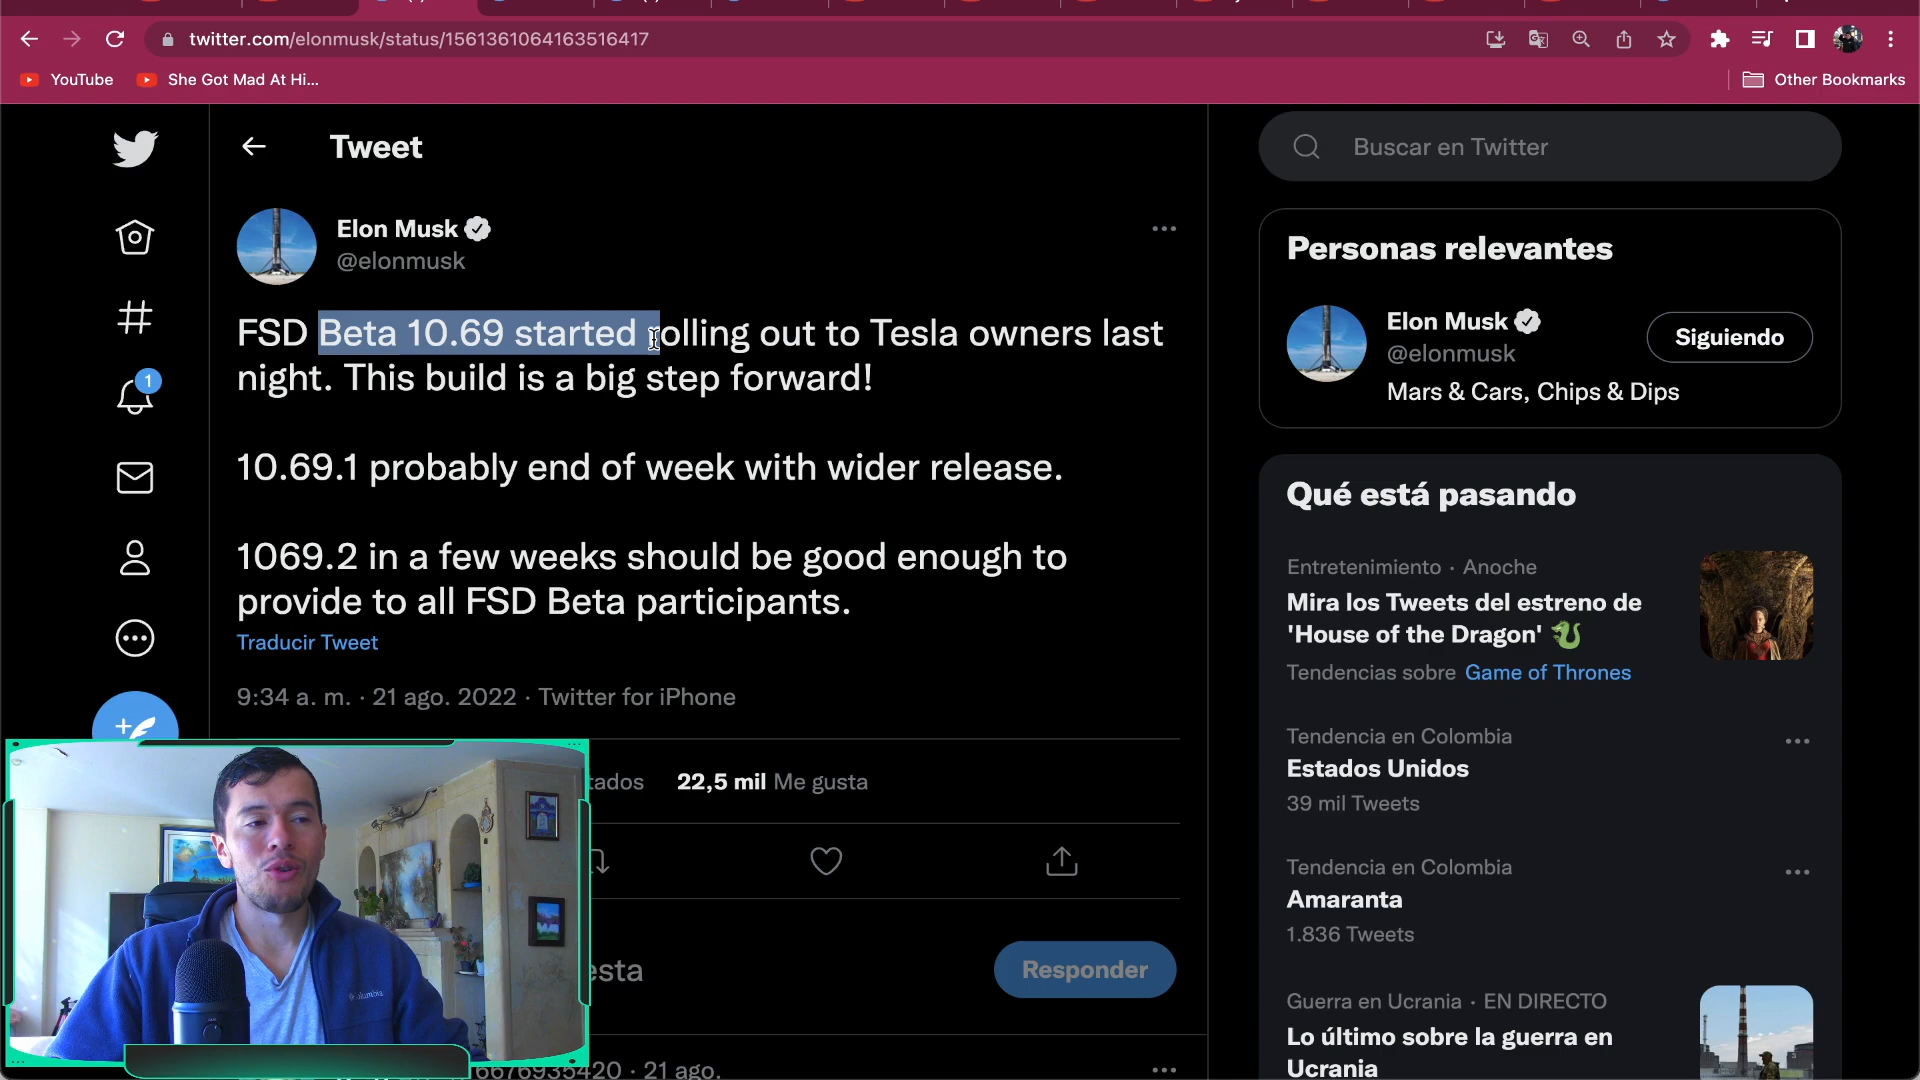 twitter.com/elonmusk/status/1561361064163516417
YouTube
She Got Mad At Hi...
Other Bookmarks
Tweet
Buscar en Twitter
Elon Musk
@elonmusk
FSD Beta 10.69 started rolling out to Tesla owners last
night. This build is a big step forward!
10.69.1 probably end of week with wider release.
1069.2 in a few weeks should be good enough to
provide to all FSD Beta participants.
Traducir Tweet
9:34 a. m. · 21 ago. 2022 · Twitter for iPhone
tados 22,5 mil Me gusta
esta
Responder
6676935420 · 21 ago.
1
Personas relevantes
Elon Musk
@elonmusk
Siguiendo
Mars & Cars, Chips & Dips
Qué está pasando
Entretenimiento · Anoche
Mira los Tweets del estreno de
'House of the Dragon' 🐉
Tendencias sobre Game of Thrones
Tendencia en Colombia
Estados Unidos
39 mil Tweets
Tendencia en Colombia
Amaranta
1.836 Tweets
Guerra en Ucrania · EN DIRECTO
Lo último sobre la guerra en
Ucrania
Columbia